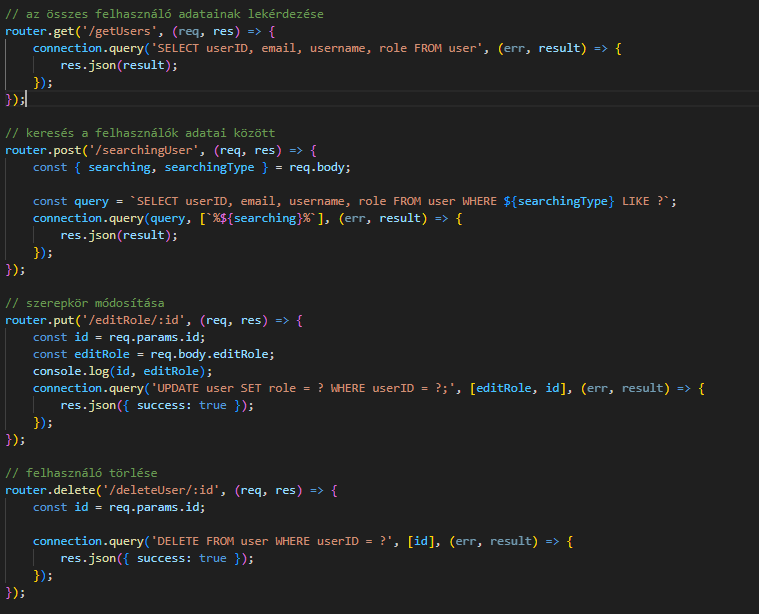 // az összes felhasználó adatainak lekérdezése
router.get('/getUsers', (req, res) => {
    connection.query('SELECT userID, email, username, role FROM user', (err, result) => {
        res.json(result);
    });
});
// keresés a felhasználók adatai között
router.post('/searchingUser', (req, res) => {
    const { searching, searchingType } = req.body;
    const query = `SELECT userID, email, username, role FROM user WHERE ${searchingType} LIKE ?`;
    connection.query(query, [`%${searching}%`], (err, result) => {
        res.json(result);
    });
});
// szerepkör módosítása
router.put('/editRole/:id', (req, res) => {
    const id = req.params.id;
    const editRole = req.body.editRole;
    console.log(id, editRole);
    connection.query('UPDATE user SET role = ? WHERE userID = ?;', [editRole, id], (err, result) => {
        res.json({ success: true });
    });
});
// felhasználó törlése
router.delete('/deleteUser/:id', (req, res) => {
    const id = req.params.id;
    connection.query('DELETE FROM user WHERE userID = ?', [id], (err, result) => {
        res.json({ success: true });
    });
});